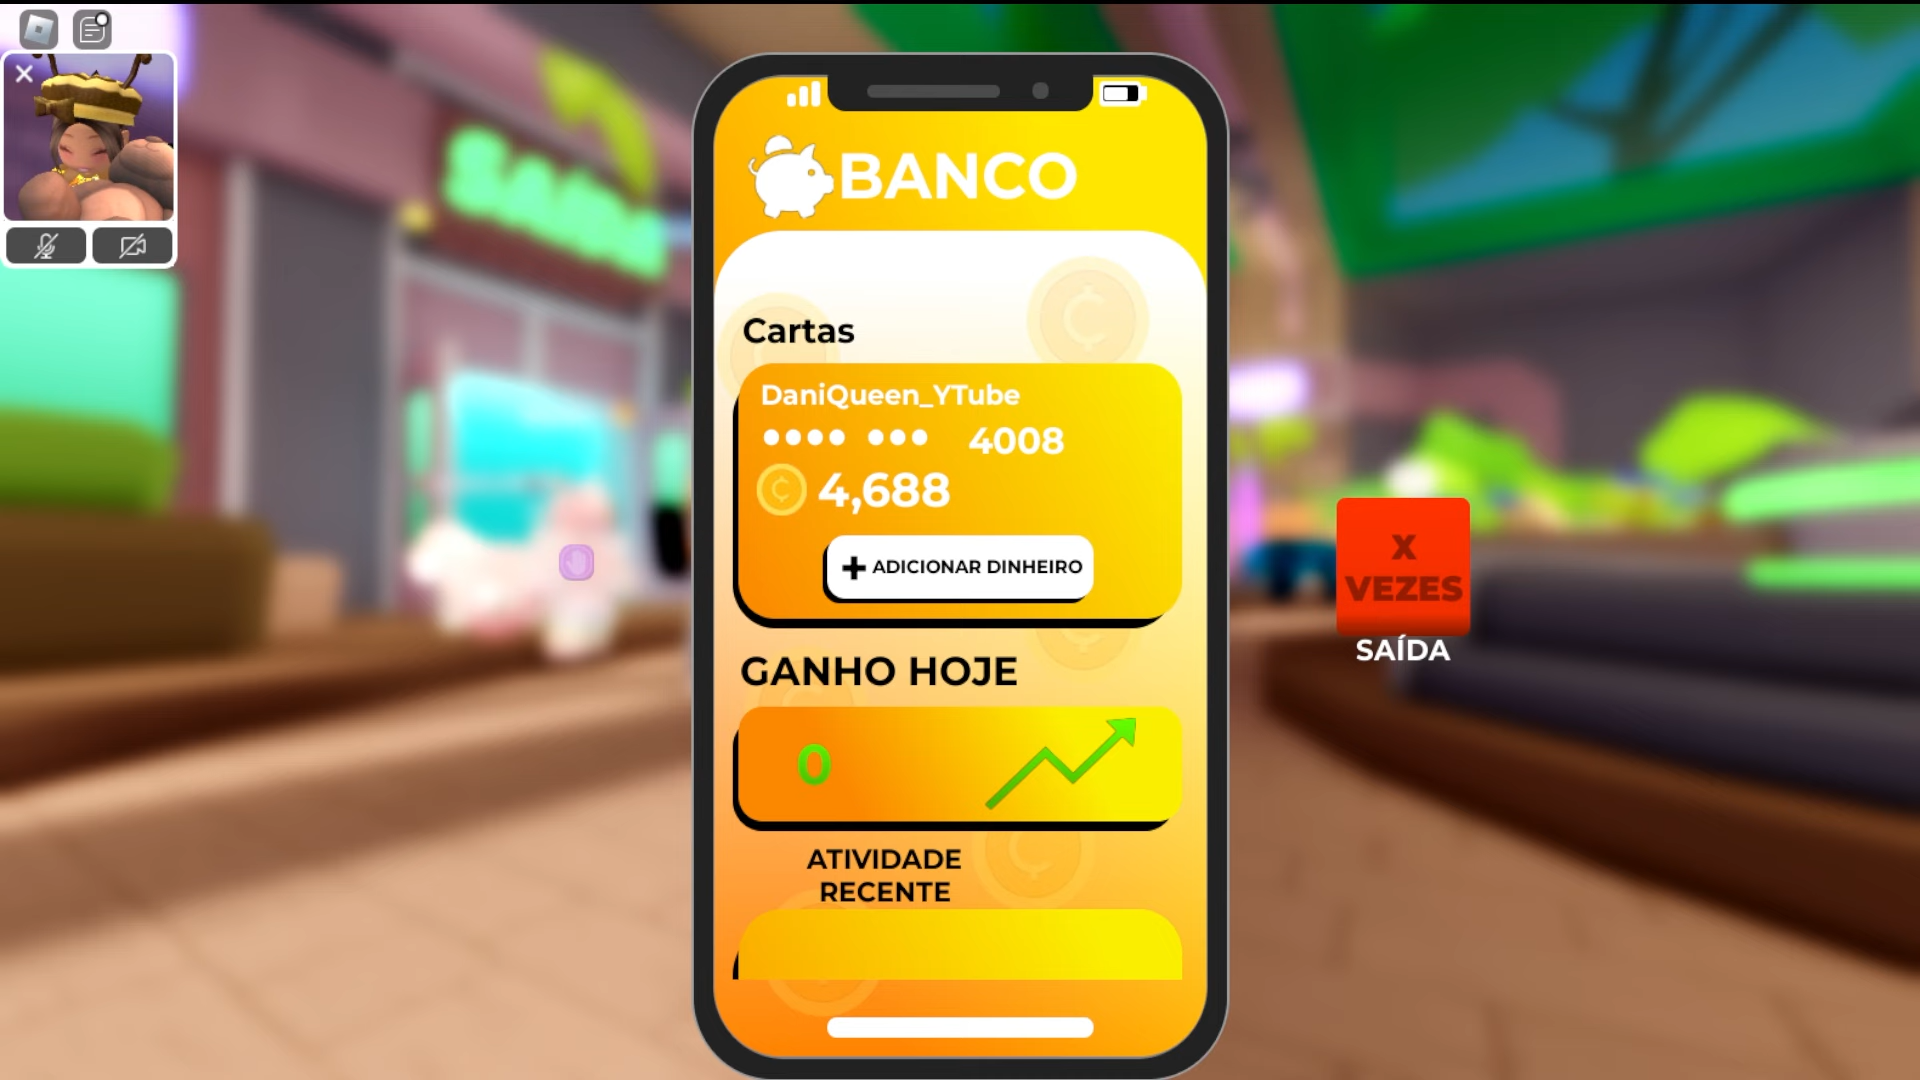 BANCO
Cartas
DaniQueen_YTube
•••• ••• 4008
4,688
+ ADICIONAR DINHEIRO
GANHO HOJE
0
ATIVIDADE
RECENTE
X
VEZES
SAÍDA